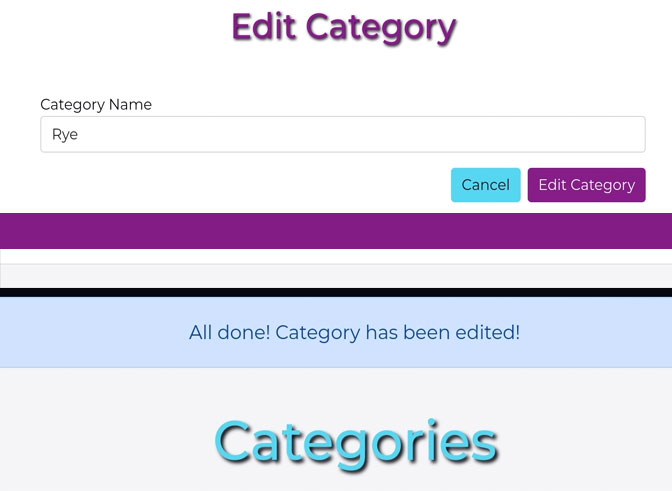 Edit Category
Category Name
Rye
Cancel Edit Category
All done! Category has been edited!
Categories